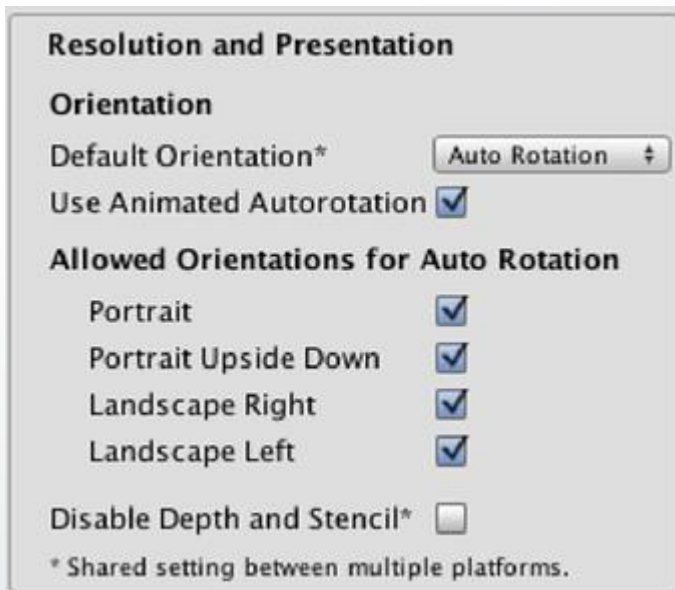 Resolution and Presentation
Orientation
Default Orientation* Auto Rotation
Use Animated Autorotation
Allowed Orientations for Auto Rotation
Portrait
Portrait Upside Down
Landscape Right
Landscape Left
Disable Depth and Stencil*
* Shared setting between multiple platforms.